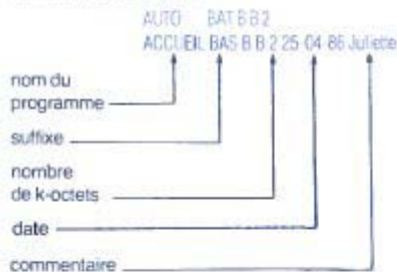 AUTO BAT B B 2
ACCUEIL BAS B B 2 25 04 86 Juliette
nom du
programme
suffixe
nombre
de k-octets
date
commentaire